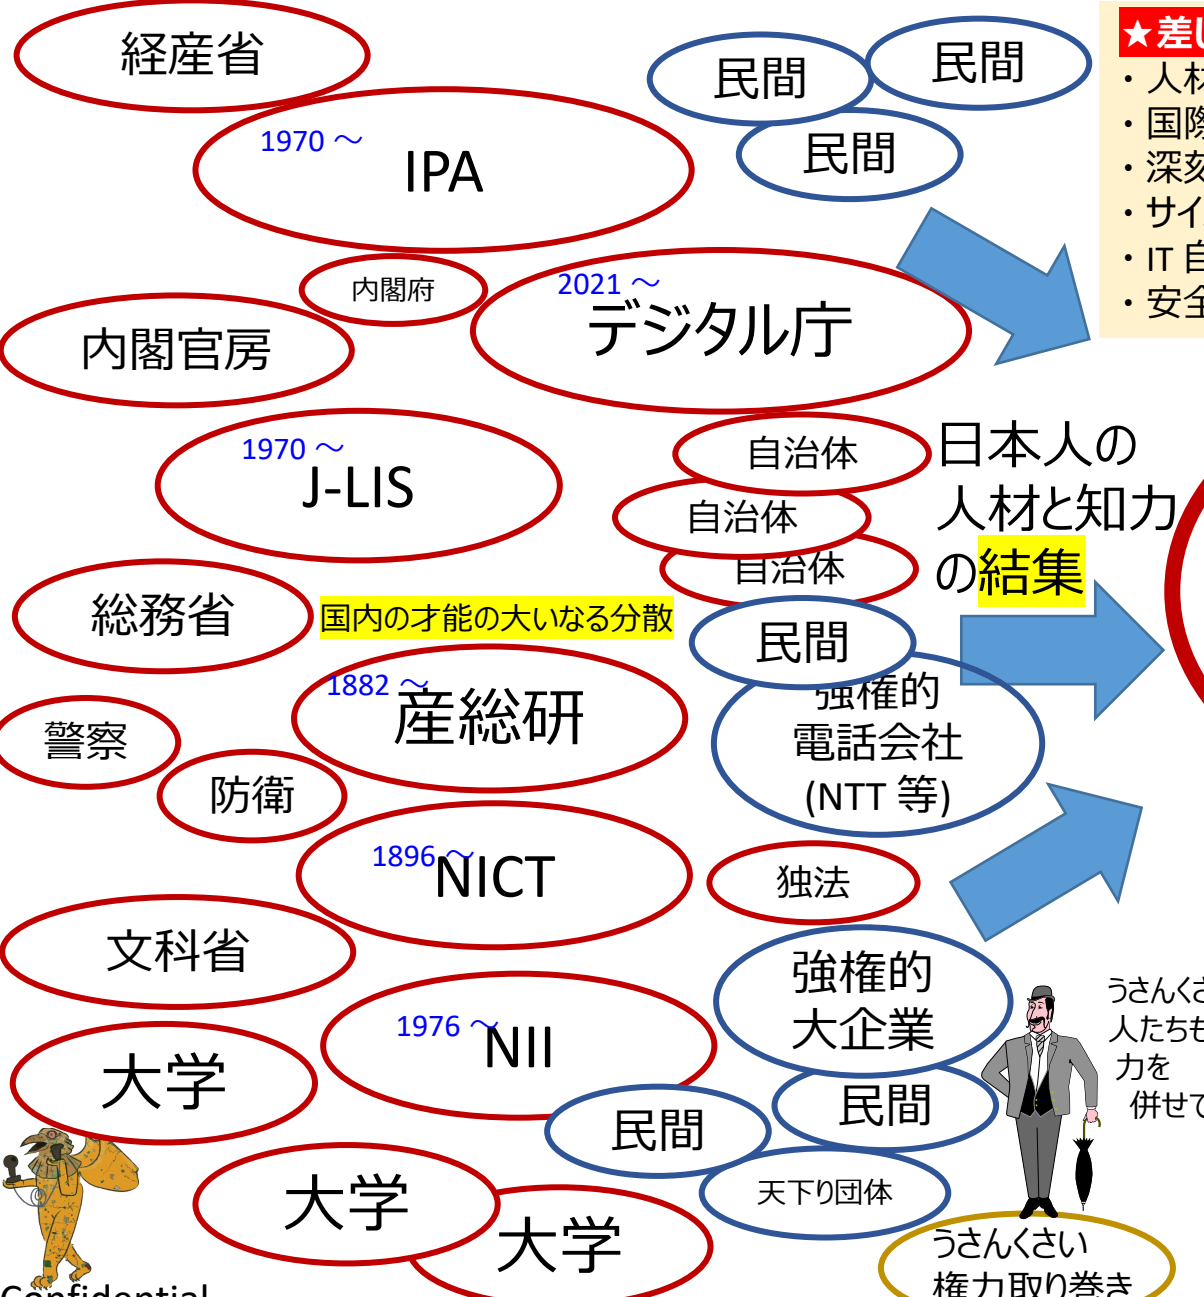 経産省
1970 ～
IPA
民間
民間
民間
★差し
・人材
・国際
・深刻
・サイ
・IT
・安全
内閣府
内閣官房
2021 ～
デジタル庁
1970 ～
J-LIS
自治体
自治体
自治体
日本人の
人材と知力
の結集
総務省
国内の才能の大いなる分散
民間
強権的
電話会社
(NTT 等)
1882 ～
産総研
警察
防衛
1896 ～
NICT
独法
文科省
強権的
大企業
1976 ～
NII
うさんくさ
人たちも
力を
併せて
大学
民間
民間
天下り団体
大学
大学
うさんくさい
権力取り巻き
Confidential